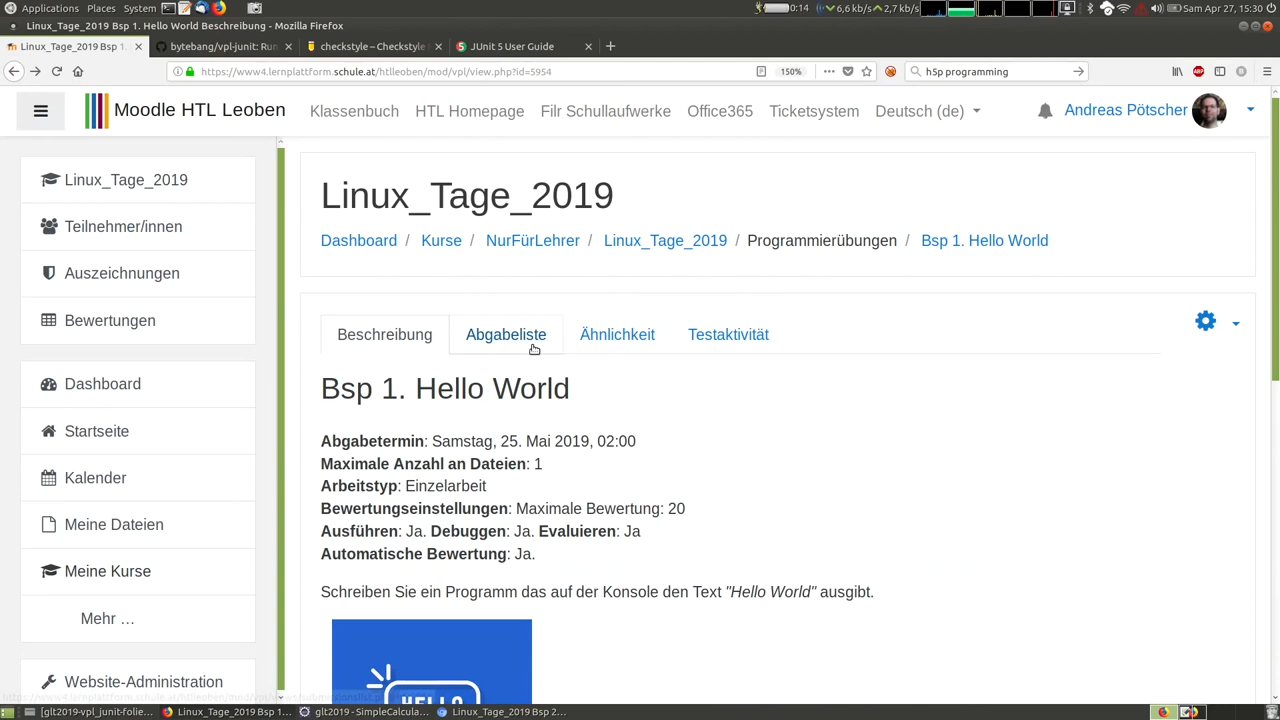 Applications Places System 0:14 6,6 kb/s 2,7 kb/s Sam Apr 27, 15:30
Linux_Tage_2019 Bsp 1. Hello World Beschreibung - Mozilla Firefox
Linux_Tage_2019 Bsp 1. bytebang/vpl-junit: Run checkstyle – Checkstyle JUnit 5 User Guide
https://www4.lernplattform.schule.at/htlleoben/mod/vpl/view.php?id=5954 150% h5p programming
Moodle HTL Leoben Klassenbuch HTL Homepage Filr Schullaufwerke Office365 Ticketsystem Deutsch (de) Andreas Pötscher
Linux_Tage_2019
Teilnehmer/innen
Auszeichnungen
Bewertungen
Dashboard
Startseite
Kalender
Meine Dateien
Meine Kurse
Mehr …
Website-Administration
Linux_Tage_2019
Dashboard / Kurse / NurFürLehrer / Linux_Tage_2019 / Programmierübungen / Bsp 1. Hello World
Beschreibung Abgabeliste Ähnlichkeit Testaktivität
Bsp 1. Hello World
Abgabetermin: Samstag, 25. Mai 2019, 02:00
Maximale Anzahl an Dateien: 1
Arbeitstyp: Einzelarbeit
Bewertungseinstellungen: Maximale Bewertung: 20
Ausführen: Ja. Debuggen: Ja. Evaluieren: Ja
Automatische Bewertung: Ja.
Schreiben Sie ein Programm das auf der Konsole den Text "Hello World" ausgibt.
HELLO
[glt2019-vpl_junit-folie... Linux_Tage_2019 Bsp 1... glt2019 - SimpleCalcula... Linux_Tage_2019 Bsp 2...